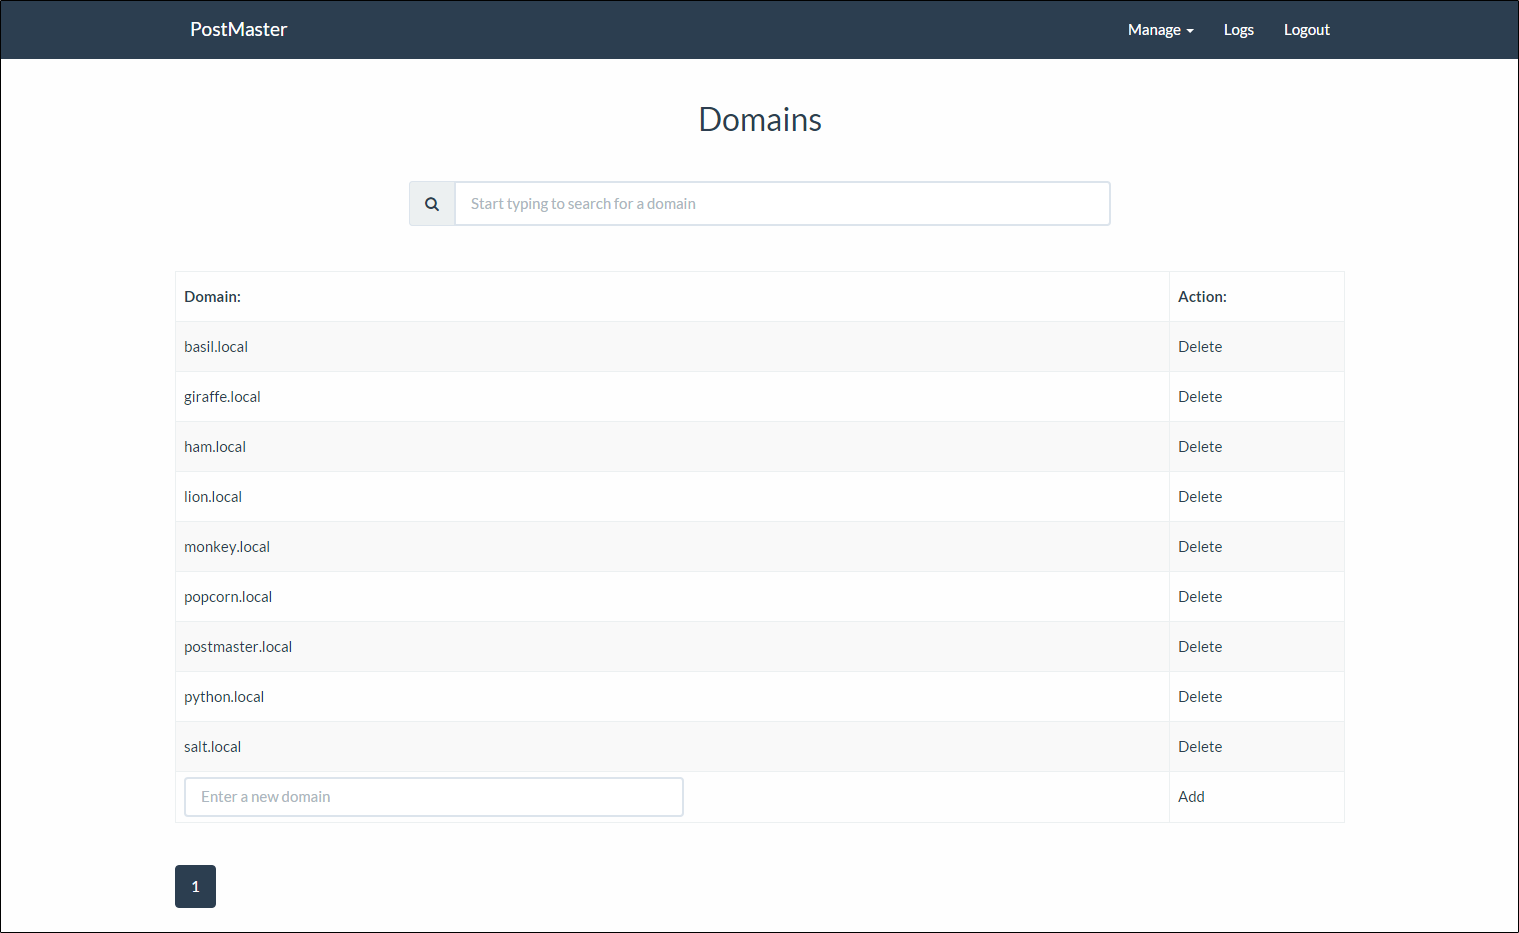 PostMaster Manage Logs Logout
Domains
Start typing to search for a domain
Domain: Action:
basil.local Delete
giraffe.local Delete
ham.local Delete
lion.local Delete
monkey.local Delete
popcorn.local Delete
postmaster.local Delete
python.local Delete
salt.local Delete
Enter a new domain Add
1